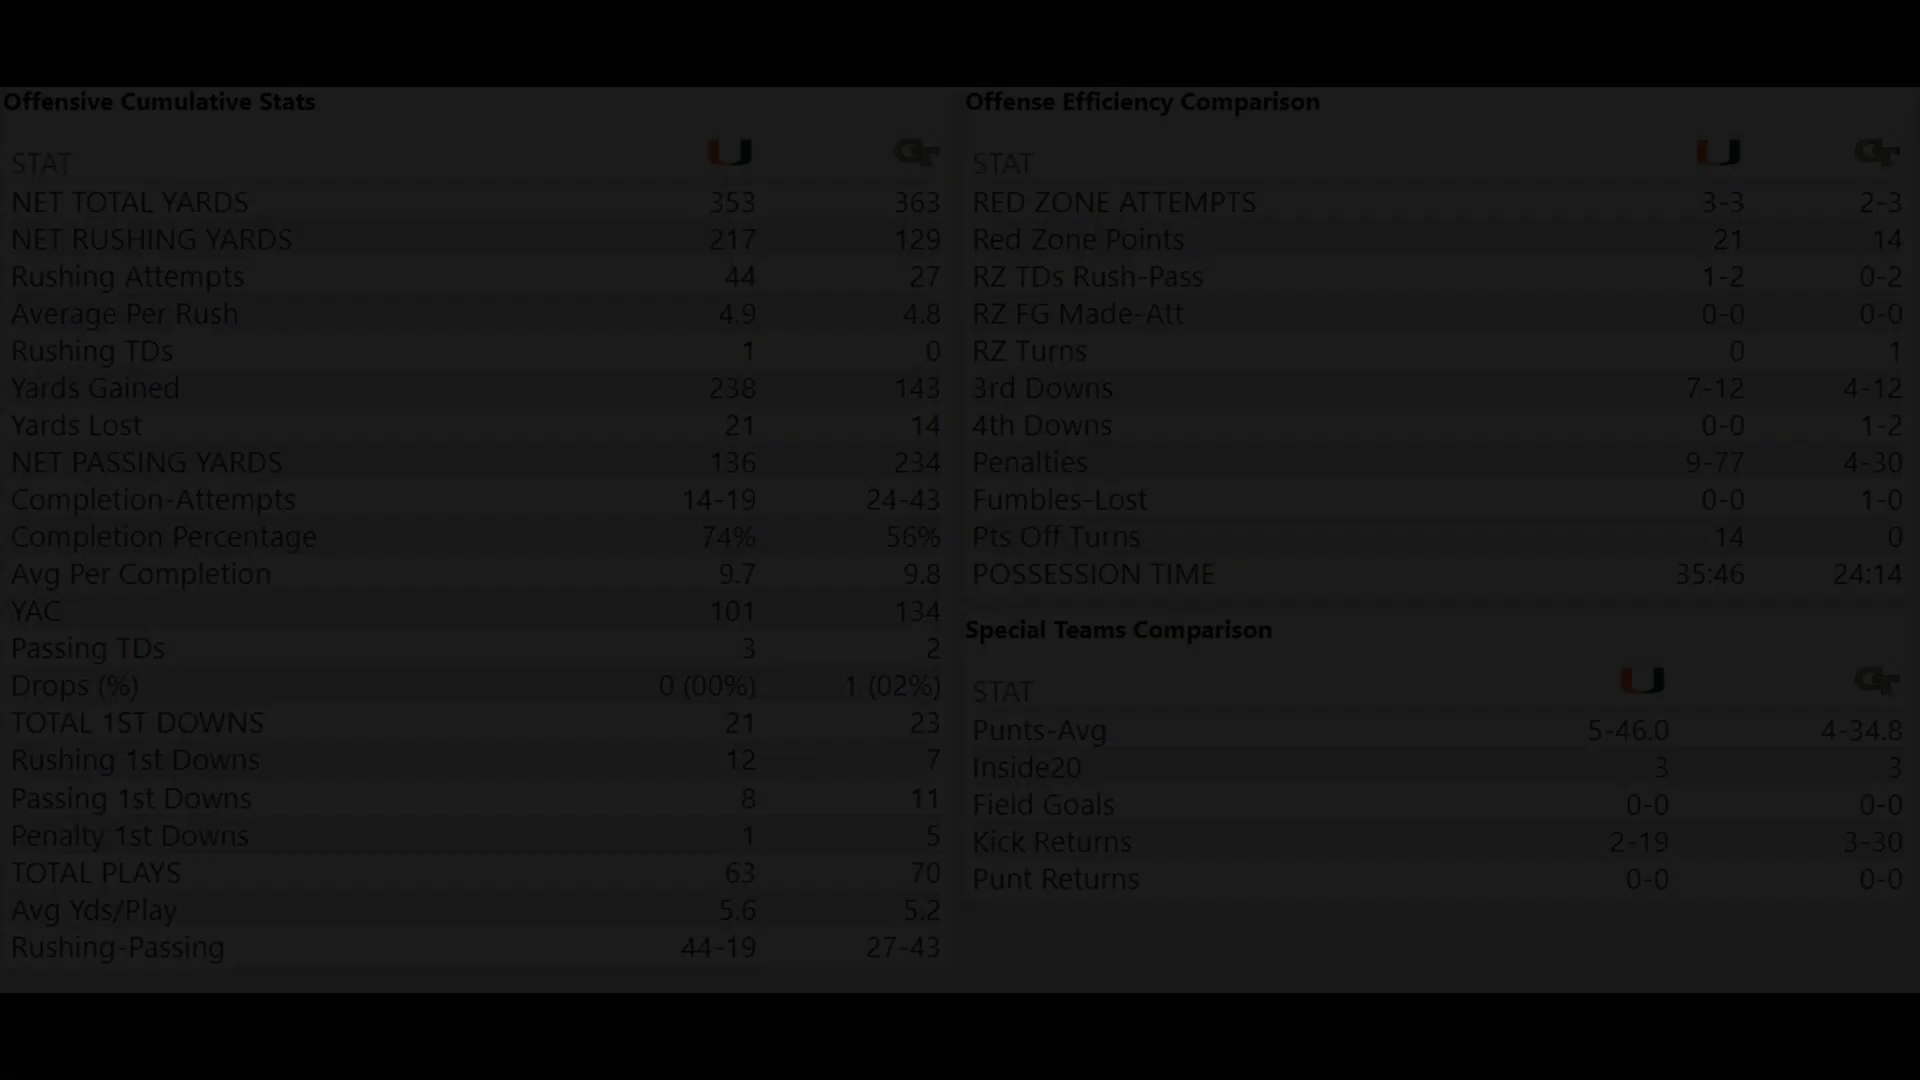 Offensive Cumulative Stats
STAT U GT
NET TOTAL YARDS 353 363
NET RUSHING YARDS 217 129
Rushing Attempts 44 27
Average Per Rush 4.9 4.8
Rushing TDs 1 0
Yards Gained 238 143
Yards Lost 21 14
NET PASSING YARDS 136 234
Completion-Attempts 14-19 24-43
Completion Percentage 74% 56%
Avg Per Completion 9.7 9.8
YAC 101 134
Passing TDs 3 2
Drops (%) 0 (00%) 1 (02%)
TOTAL 1ST DOWNS 21 23
Rushing 1st Downs 12 7
Passing 1st Downs 8 11
Penalty 1st Downs 1 5
TOTAL PLAYS 63 70
Avg Yds/Play 5.6 5.2
Rushing-Passing 44-19 27-43
Offense Efficiency Comparison
STAT U GT
RED ZONE ATTEMPTS 3-3 2-3
Red Zone Points 21 14
RZ TDs Rush-Pass 1-2 0-2
RZ FG Made-Att 0-0 0-0
RZ Turns 0 1
3rd Downs 7-12 4-12
4th Downs 0-0 1-2
Penalties 9-77 4-30
Fumbles-Lost 0-0 1-0
Pts Off Turns 14 0
POSSESSION TIME 35:46 24:14
Special Teams Comparison
STAT U GT
Punts-Avg 5-46.0 4-34.8
Inside20 3 3
Field Goals 0-0 0-0
Kick Returns 2-19 3-30
Punt Returns 0-0 0-0